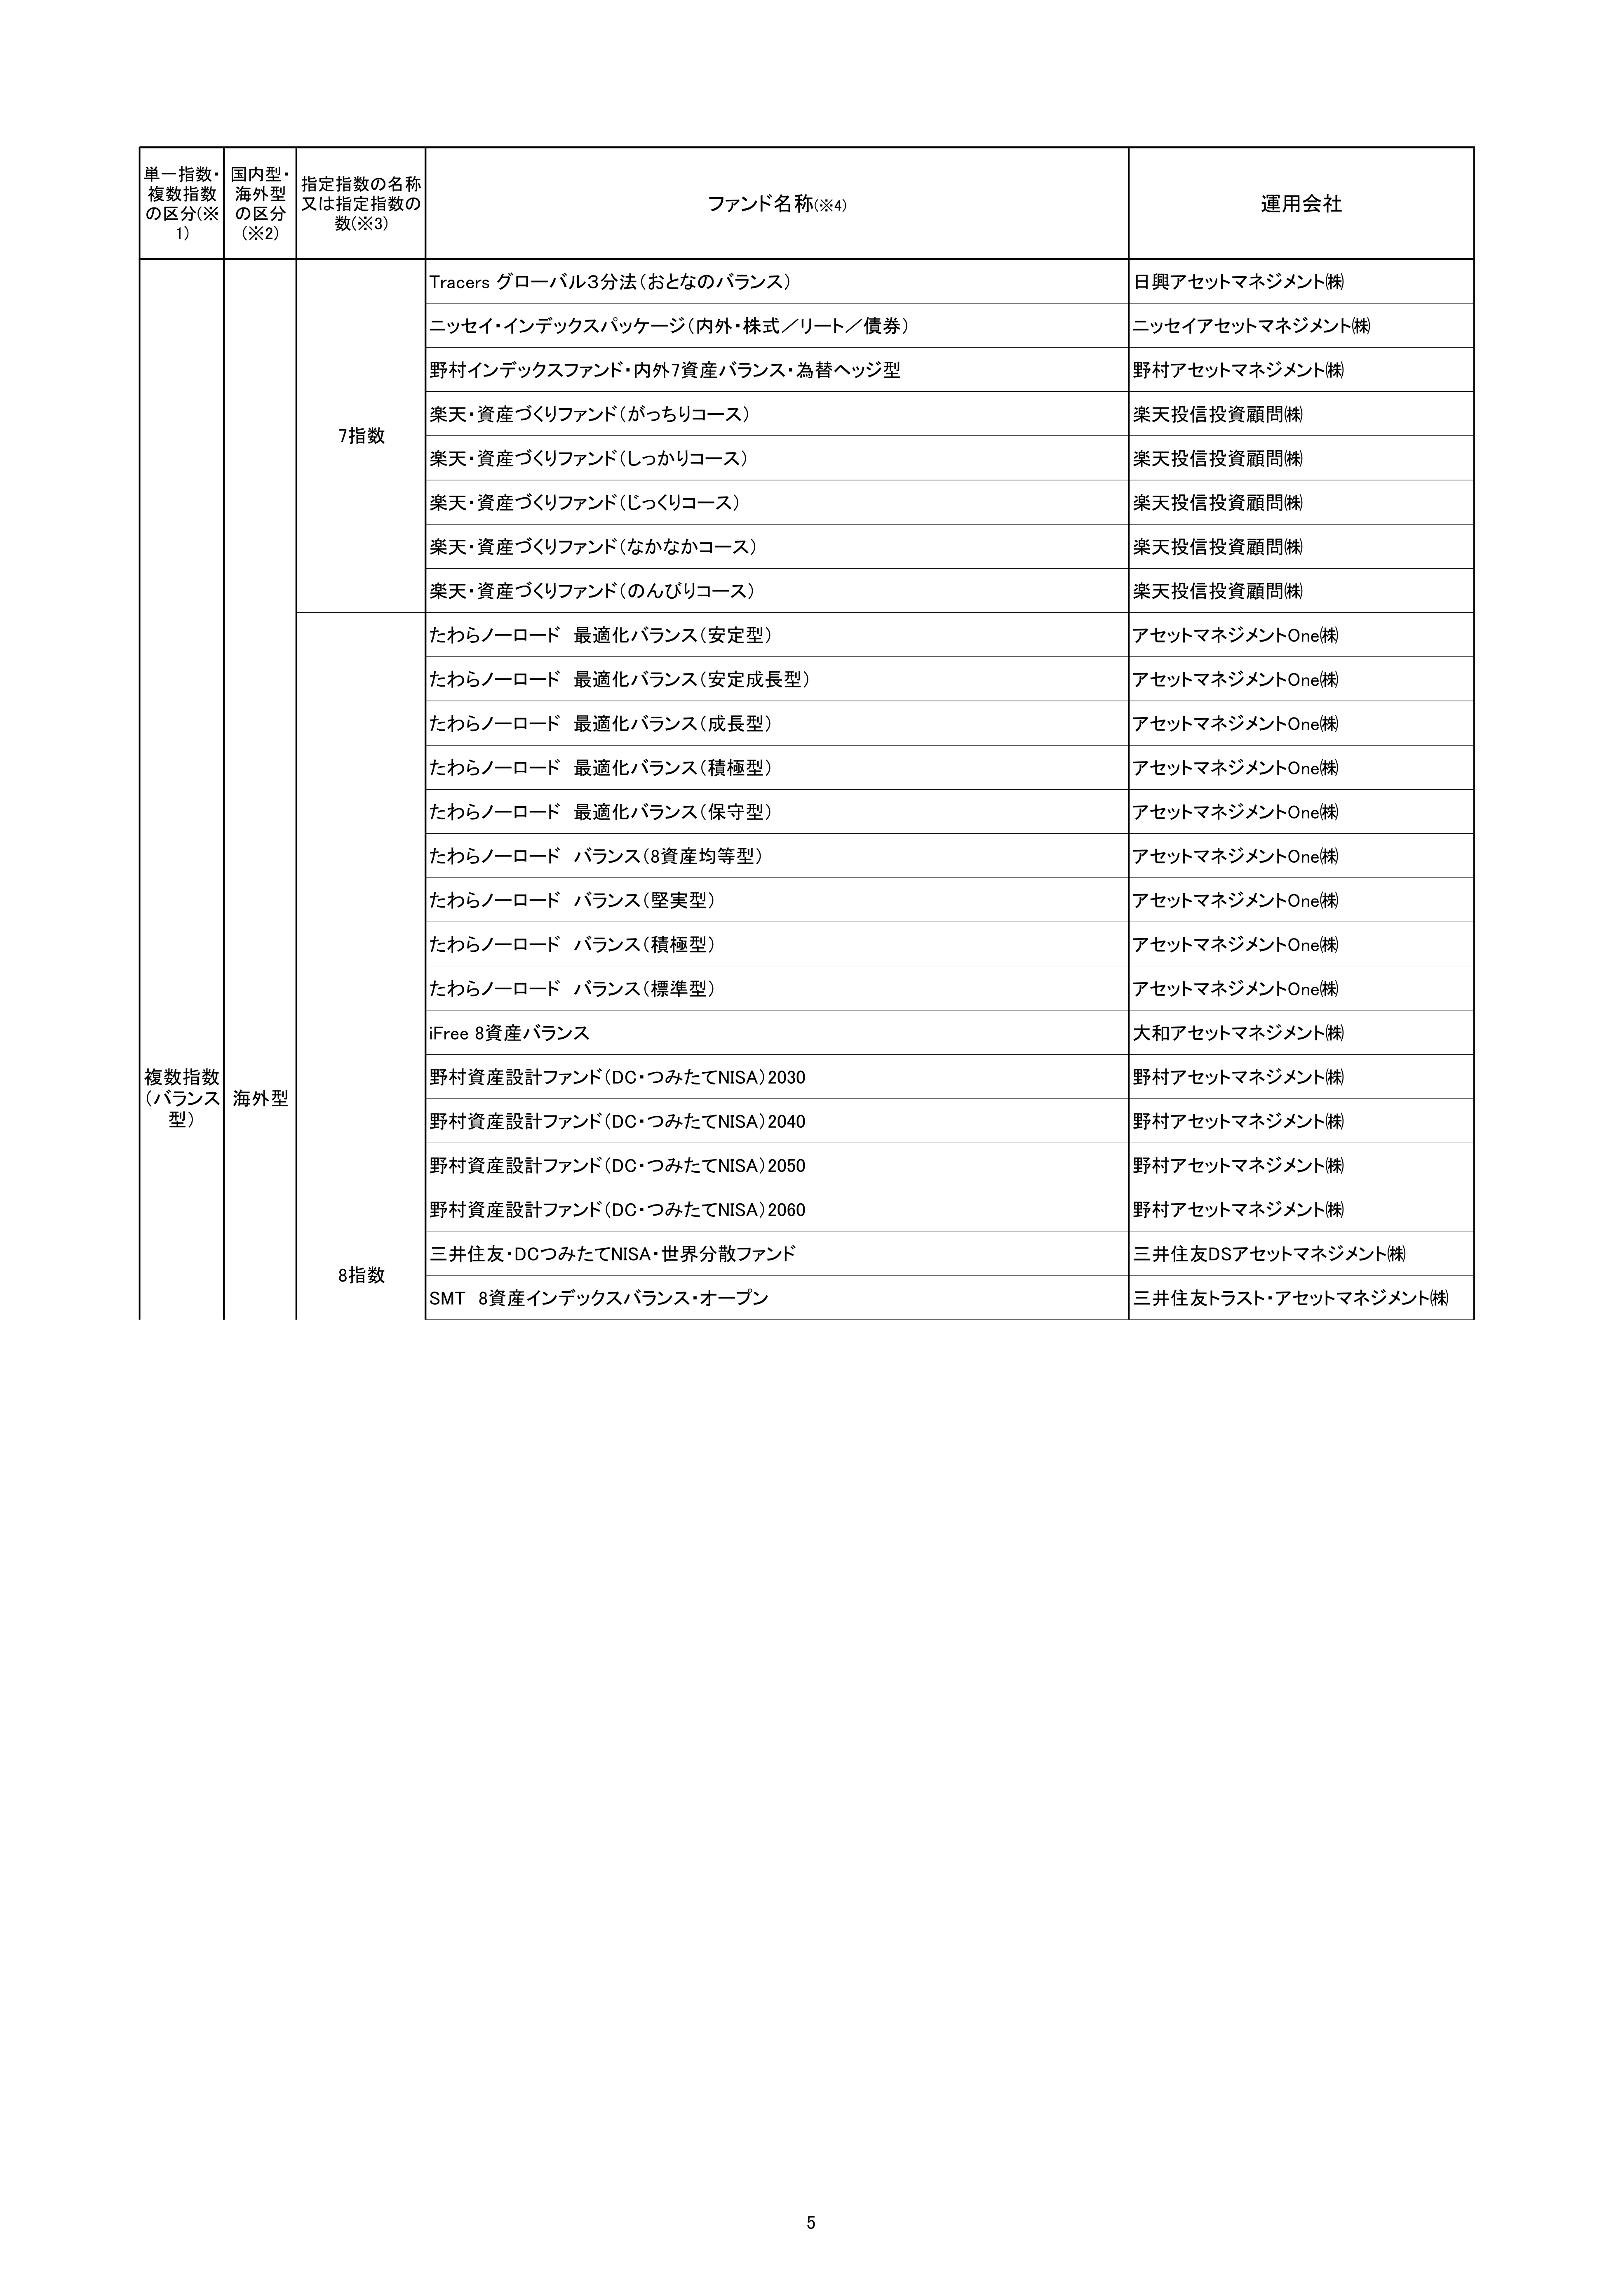 単一指数・
複数指数
の区分(※
1)
国内型・
海外型
の区分
(※2)
指定指数の名称
又は指定指数の
数(※3)
ファンド名称(※4)
運用会社
複数指数
（バランス
型）
海外型
7指数
Tracers グローバル3分法（おとなのバランス） 日興アセットマネジメント㈱
ニッセイ・インデックスパッケージ（内外・株式／リート／債券） ニッセイアセットマネジメント㈱
野村インデックスファンド・内外7資産バランス・為替ヘッジ型 野村アセットマネジメント㈱
楽天・資産づくりファンド（がっちりコース） 楽天投信投資顧問㈱
楽天・資産づくりファンド（しっかりコース） 楽天投信投資顧問㈱
楽天・資産づくりファンド（じっくりコース） 楽天投信投資顧問㈱
楽天・資産づくりファンド（なかなかコース） 楽天投信投資顧問㈱
楽天・資産づくりファンド（のんびりコース） 楽天投信投資顧問㈱
8指数
たわらノーロード 最適化バランス（安定型） アセットマネジメントOne㈱
たわらノーロード 最適化バランス（安定成長型） アセットマネジメントOne㈱
たわらノーロード 最適化バランス（成長型） アセットマネジメントOne㈱
たわらノーロード 最適化バランス（積極型） アセットマネジメントOne㈱
たわらノーロード 最適化バランス（保守型） アセットマネジメントOne㈱
たわらノーロード バランス（8資産均等型） アセットマネジメントOne㈱
たわらノーロード バランス（堅実型） アセットマネジメントOne㈱
たわらノーロード バランス（積極型） アセットマネジメントOne㈱
たわらノーロード バランス（標準型） アセットマネジメントOne㈱
iFree 8資産バランス 大和アセットマネジメント㈱
野村資産設計ファンド（DC・つみたてNISA）2030 野村アセットマネジメント㈱
野村資産設計ファンド（DC・つみたてNISA）2040 野村アセットマネジメント㈱
野村資産設計ファンド（DC・つみたてNISA）2050 野村アセットマネジメント㈱
野村資産設計ファンド（DC・つみたてNISA）2060 野村アセットマネジメント㈱
三井住友・DCつみたてNISA・世界分散ファンド 三井住友DSアセットマネジメント㈱
SMT 8資産インデックスバランス・オープン 三井住友トラスト・アセットマネジメント㈱
5